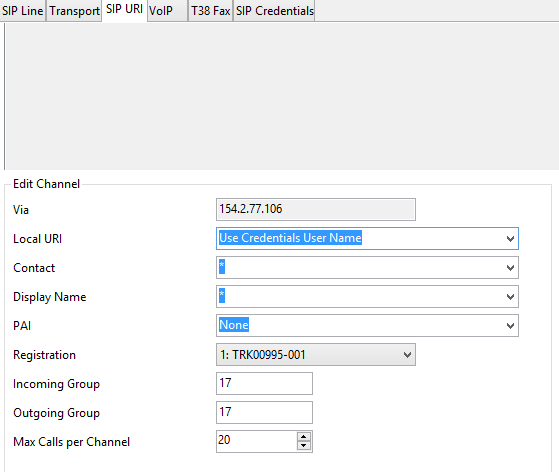 SIP Line Transport SIP URI VoIP T38 Fax SIP Credentials
Edit Channel
Via 154.2.77.106
Local URI Use Credentials User Name
Contact *
Display Name *
PAI None
Registration 1: TRK00995-001
Incoming Group 17
Outgoing Group 17
Max Calls per Channel 20